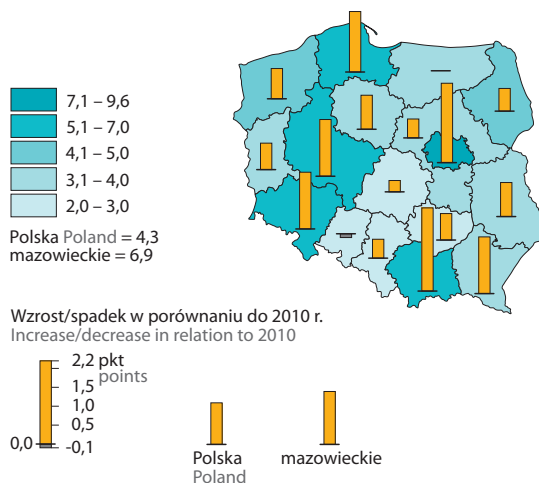 7,1 – 9,6
5,1 – 7,0
4,1 – 5,0
3,1 – 4,0
2,0 – 3,0
Polska Poland = 4,3
mazowieckie = 6,9
Wzrost/spadek w porównaniu do 2010 r.
Increase/decrease in relation to 2010
2,2 pkt
points
1,5
1,0
0,5
0,0
-0,1
Polska
Poland
mazowieckie